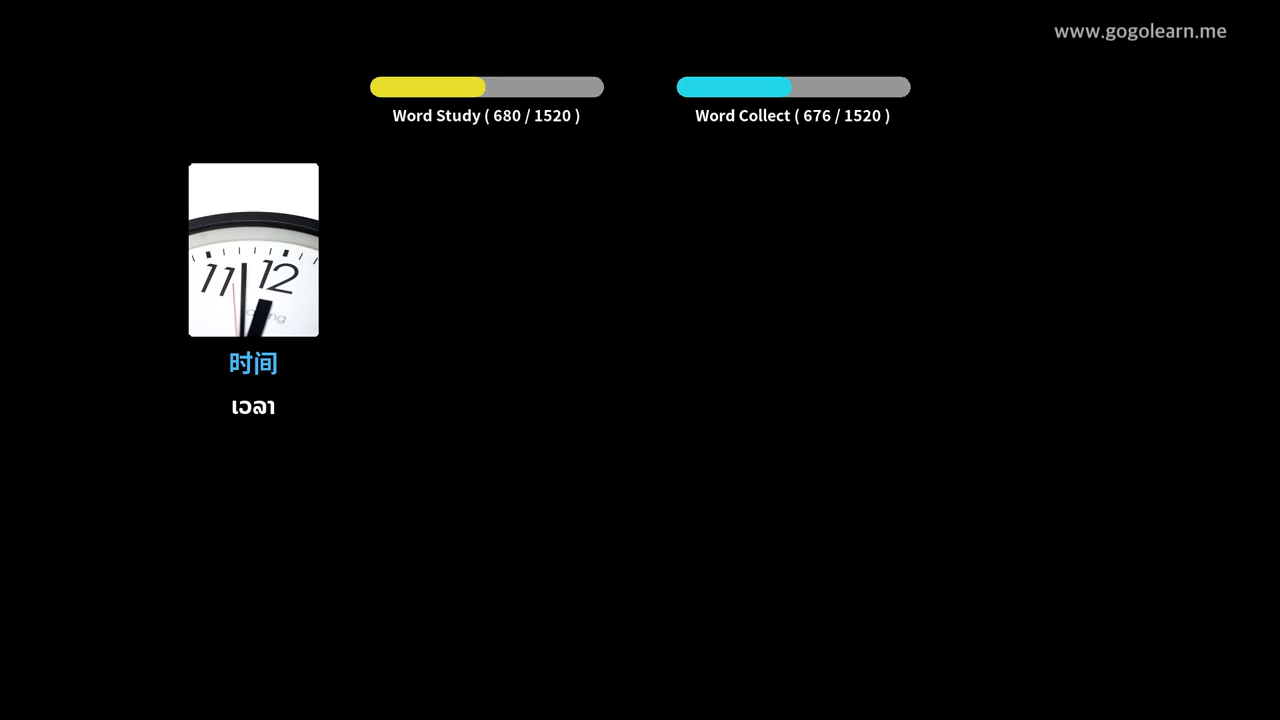 www.gogolearn.me
Word Study ( 680 / 1520 )
Word Collect ( 676 / 1520 )
11
12
时间
ເວລາ